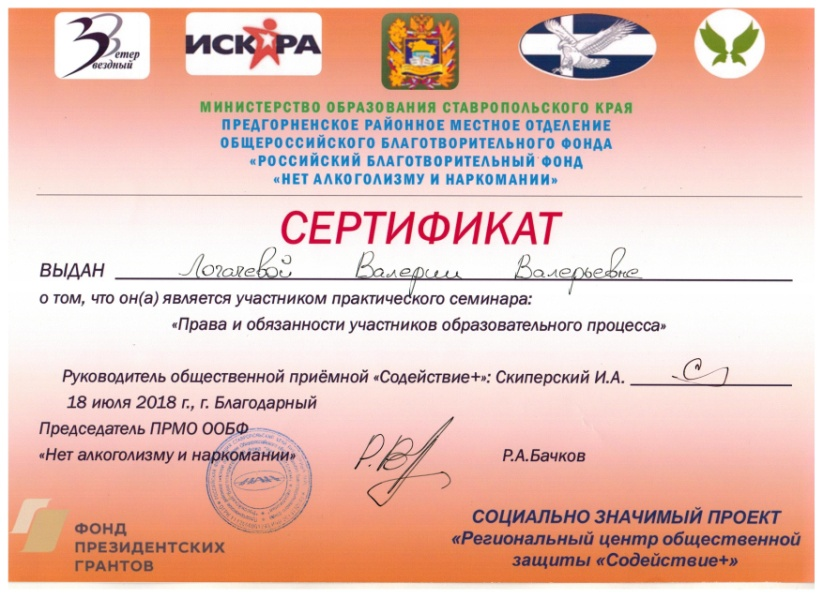 Звездный Ветер
ИСКРА
МИНИСТЕРСТВО ОБРАЗОВАНИЯ СТАВРОПОЛЬСКОГО КРАЯ
ПРЕДГОРНЕНСКОЕ РАЙОННОЕ МЕСТНОЕ ОТДЕЛЕНИЕ
ОБЩЕРОССИЙСКОГО БЛАГОТВОРИТЕЛЬНОГО ФОНДА
«РОССИЙСКИЙ БЛАГОТВОРИТЕЛЬНЫЙ ФОНД
«НЕТ АЛКОГОЛИЗМУ И НАРКОМАНИИ»
СЕРТИФИКАТ
ВЫДАН Логачевой Валерии Валерьевне
о том, что он(а) является участником практического семинара:
«Права и обязанности участников образовательного процесса»
Руководитель общественной приёмной «Содействие+»: Скиперский И.А.
18 июля 2018 г., г. Благодарный
Председатель ПРМО ООБФ
«Нет алкоголизму и наркомании» Р.А.Бачков
ФОНД
ПРЕЗИДЕНТСКИХ
ГРАНТОВ
СОЦИАЛЬНО ЗНАЧИМЫЙ ПРОЕКТ
«Региональный центр общественной
защиты «Содействие+»